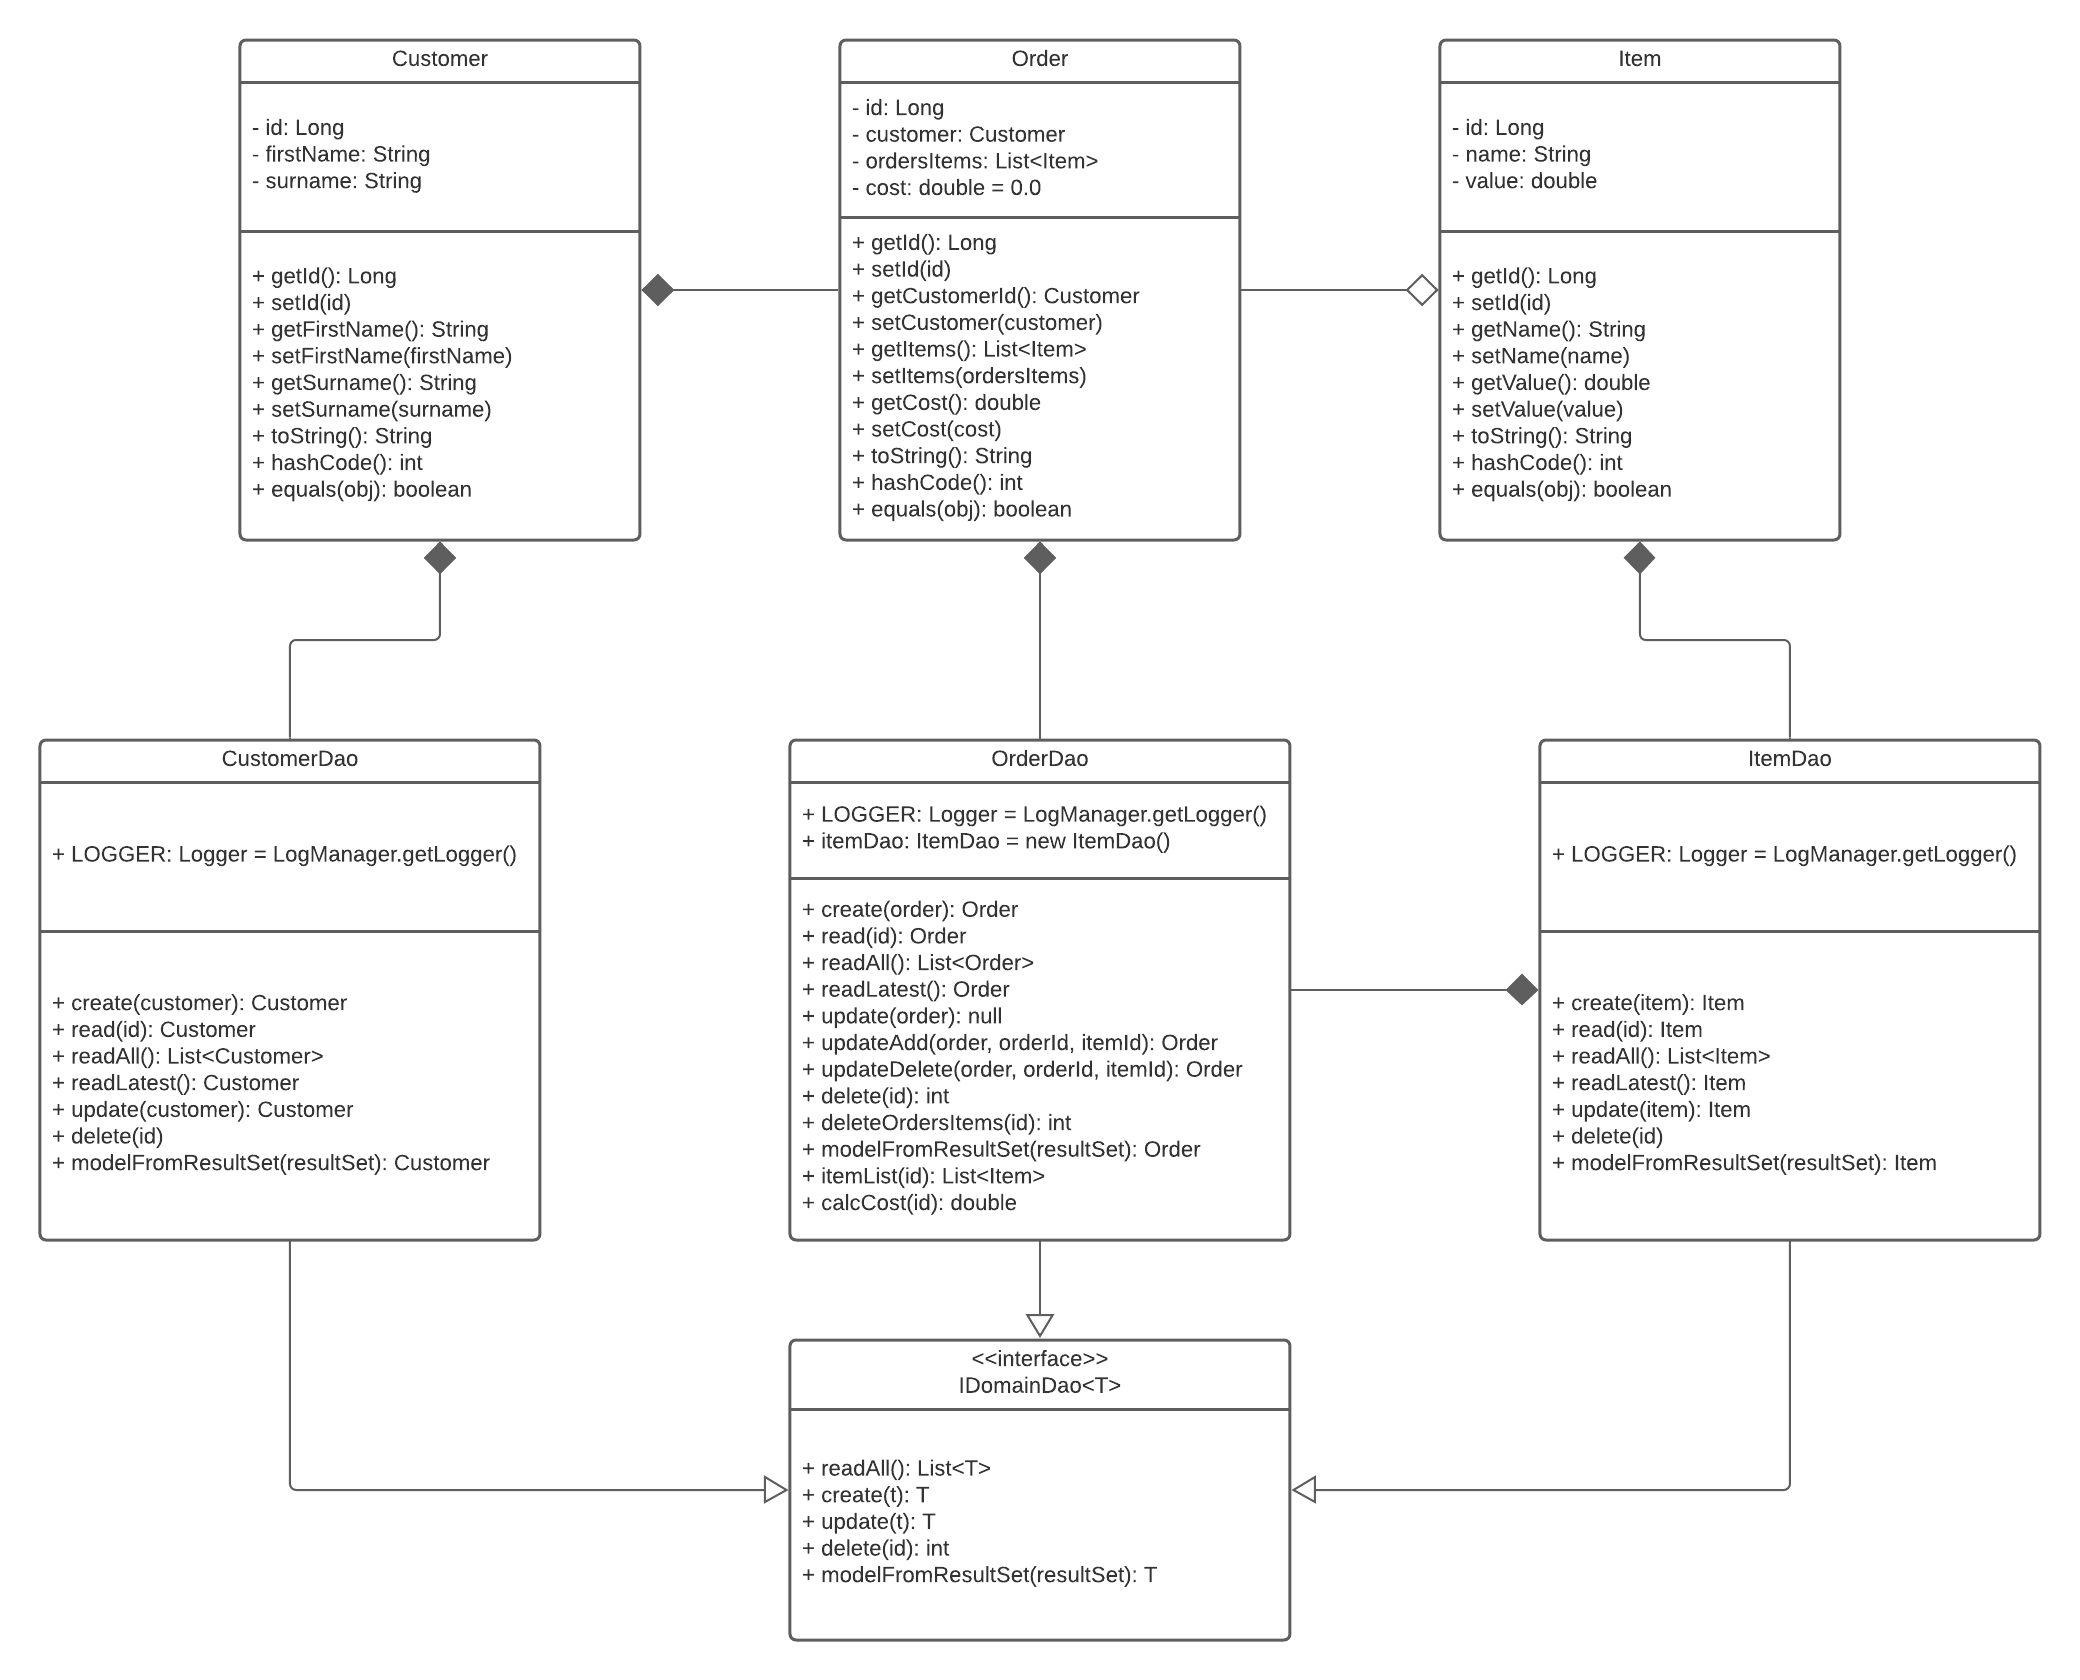 Customer
- id: Long
- firstName: String
- surname: String
+ getId(): Long
+ setId(id)
+ getFirstName(): String
+ setFirstName(firstName)
+ getSurname(): String
+ setSurname(surname)
+ toString(): String
+ hashCode(): int
+ equals(obj): boolean
Order
- id: Long
- customer: Customer
- ordersItems: List<Item>
- cost: double = 0.0
+ getId(): Long
+ setId(id)
+ getCustomerId(): Customer
+ setCustomer(customer)
+ getItems(): List<Item>
+ setItems(ordersItems)
+ getCost(): double
+ setCost(cost)
+ toString(): String
+ hashCode(): int
+ equals(obj): boolean
Item
- id: Long
- name: String
- value: double
+ getId(): Long
+ setId(id)
+ getName(): String
+ setName(name)
+ getValue(): double
+ setValue(value)
+ toString(): String
+ hashCode(): int
+ equals(obj): boolean
CustomerDao
+ LOGGER: Logger = LogManager.getLogger()
+ create(customer): Customer
+ read(id): Customer
+ readAll(): List<Customer>
+ readLatest(): Customer
+ update(customer): Customer
+ delete(id)
+ modelFromResultSet(resultSet): Customer
OrderDao
+ LOGGER: Logger = LogManager.getLogger()
+ itemDao: ItemDao = new ItemDao()
+ create(order): Order
+ read(id): Order
+ readAll(): List<Order>
+ readLatest(): Order
+ update(order): null
+ updateAdd(order, orderId, itemId): Order
+ updateDelete(order, orderId, itemId): Order
+ delete(id): int
+ deleteOrdersItems(id): int
+ modelFromResultSet(resultSet): Order
+ itemList(id): List<Item>
+ calcCost(id): double
ItemDao
+ LOGGER: Logger = LogManager.getLogger()
+ create(item): Item
+ read(id): Item
+ readAll(): List<Item>
+ readLatest(): Item
+ update(item): Item
+ delete(id)
+ modelFromResultSet(resultSet): Item
<<interface>>
IDomainDao<T>
+ readAll(): List<T>
+ create(t): T
+ update(t): T
+ delete(id): int
+ modelFromResultSet(resultSet): T